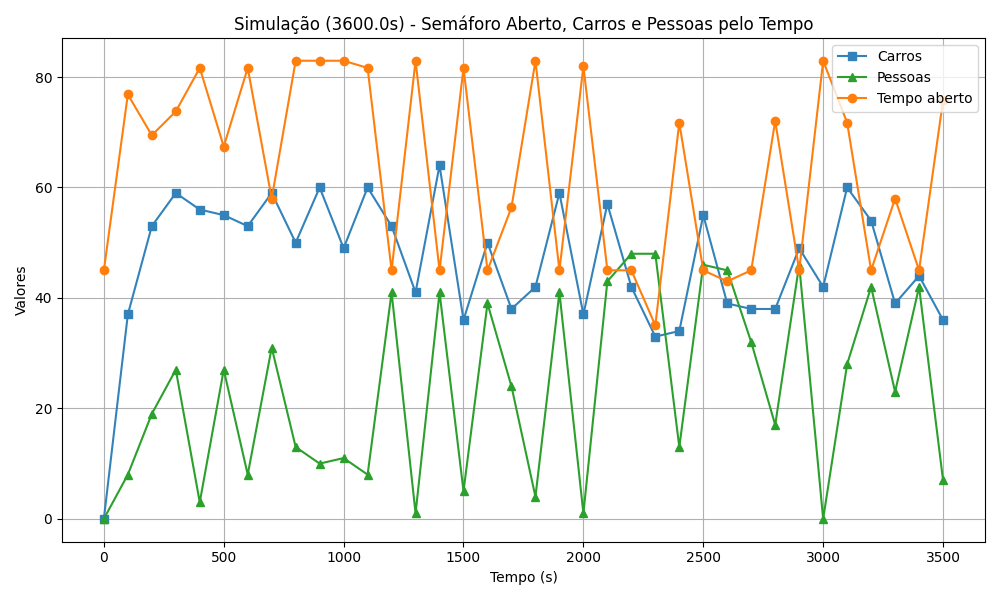 Simulação (3600.0s) - Semáforo Aberto, Carros e Pessoas pelo Tempo
Carros
Pessoas
Tempo aberto
Valores
80
60
40
20
0
0 500 1000 1500 2000 2500 3000 3500
Tempo (s)